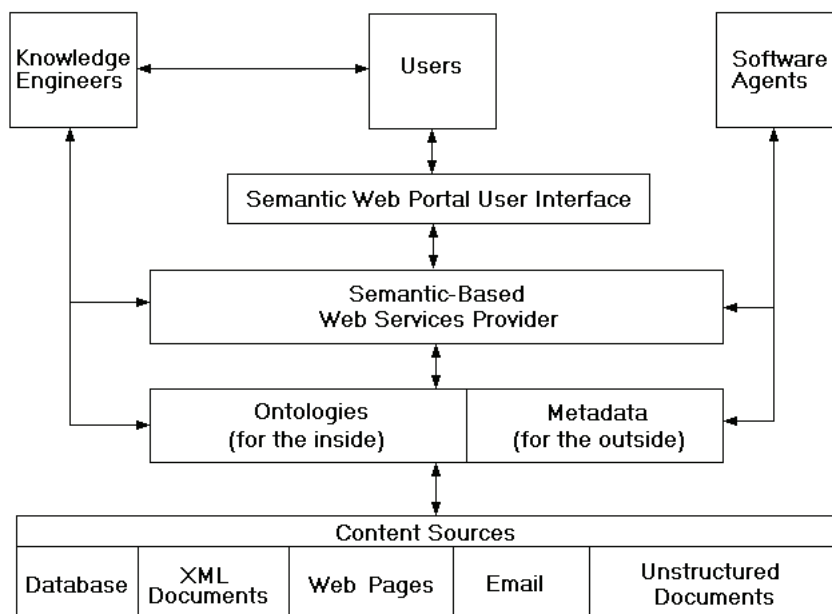 Knowledge
Engineers
Users
Software
Agents
Semantic Web Portal User Interface
Semantic-Based
Web Services Provider
Ontologies
(for the inside)
Metadata
(for the outside)
Content Sources
Database
XML
Documents
Web Pages
Email
Unstructured
Documents